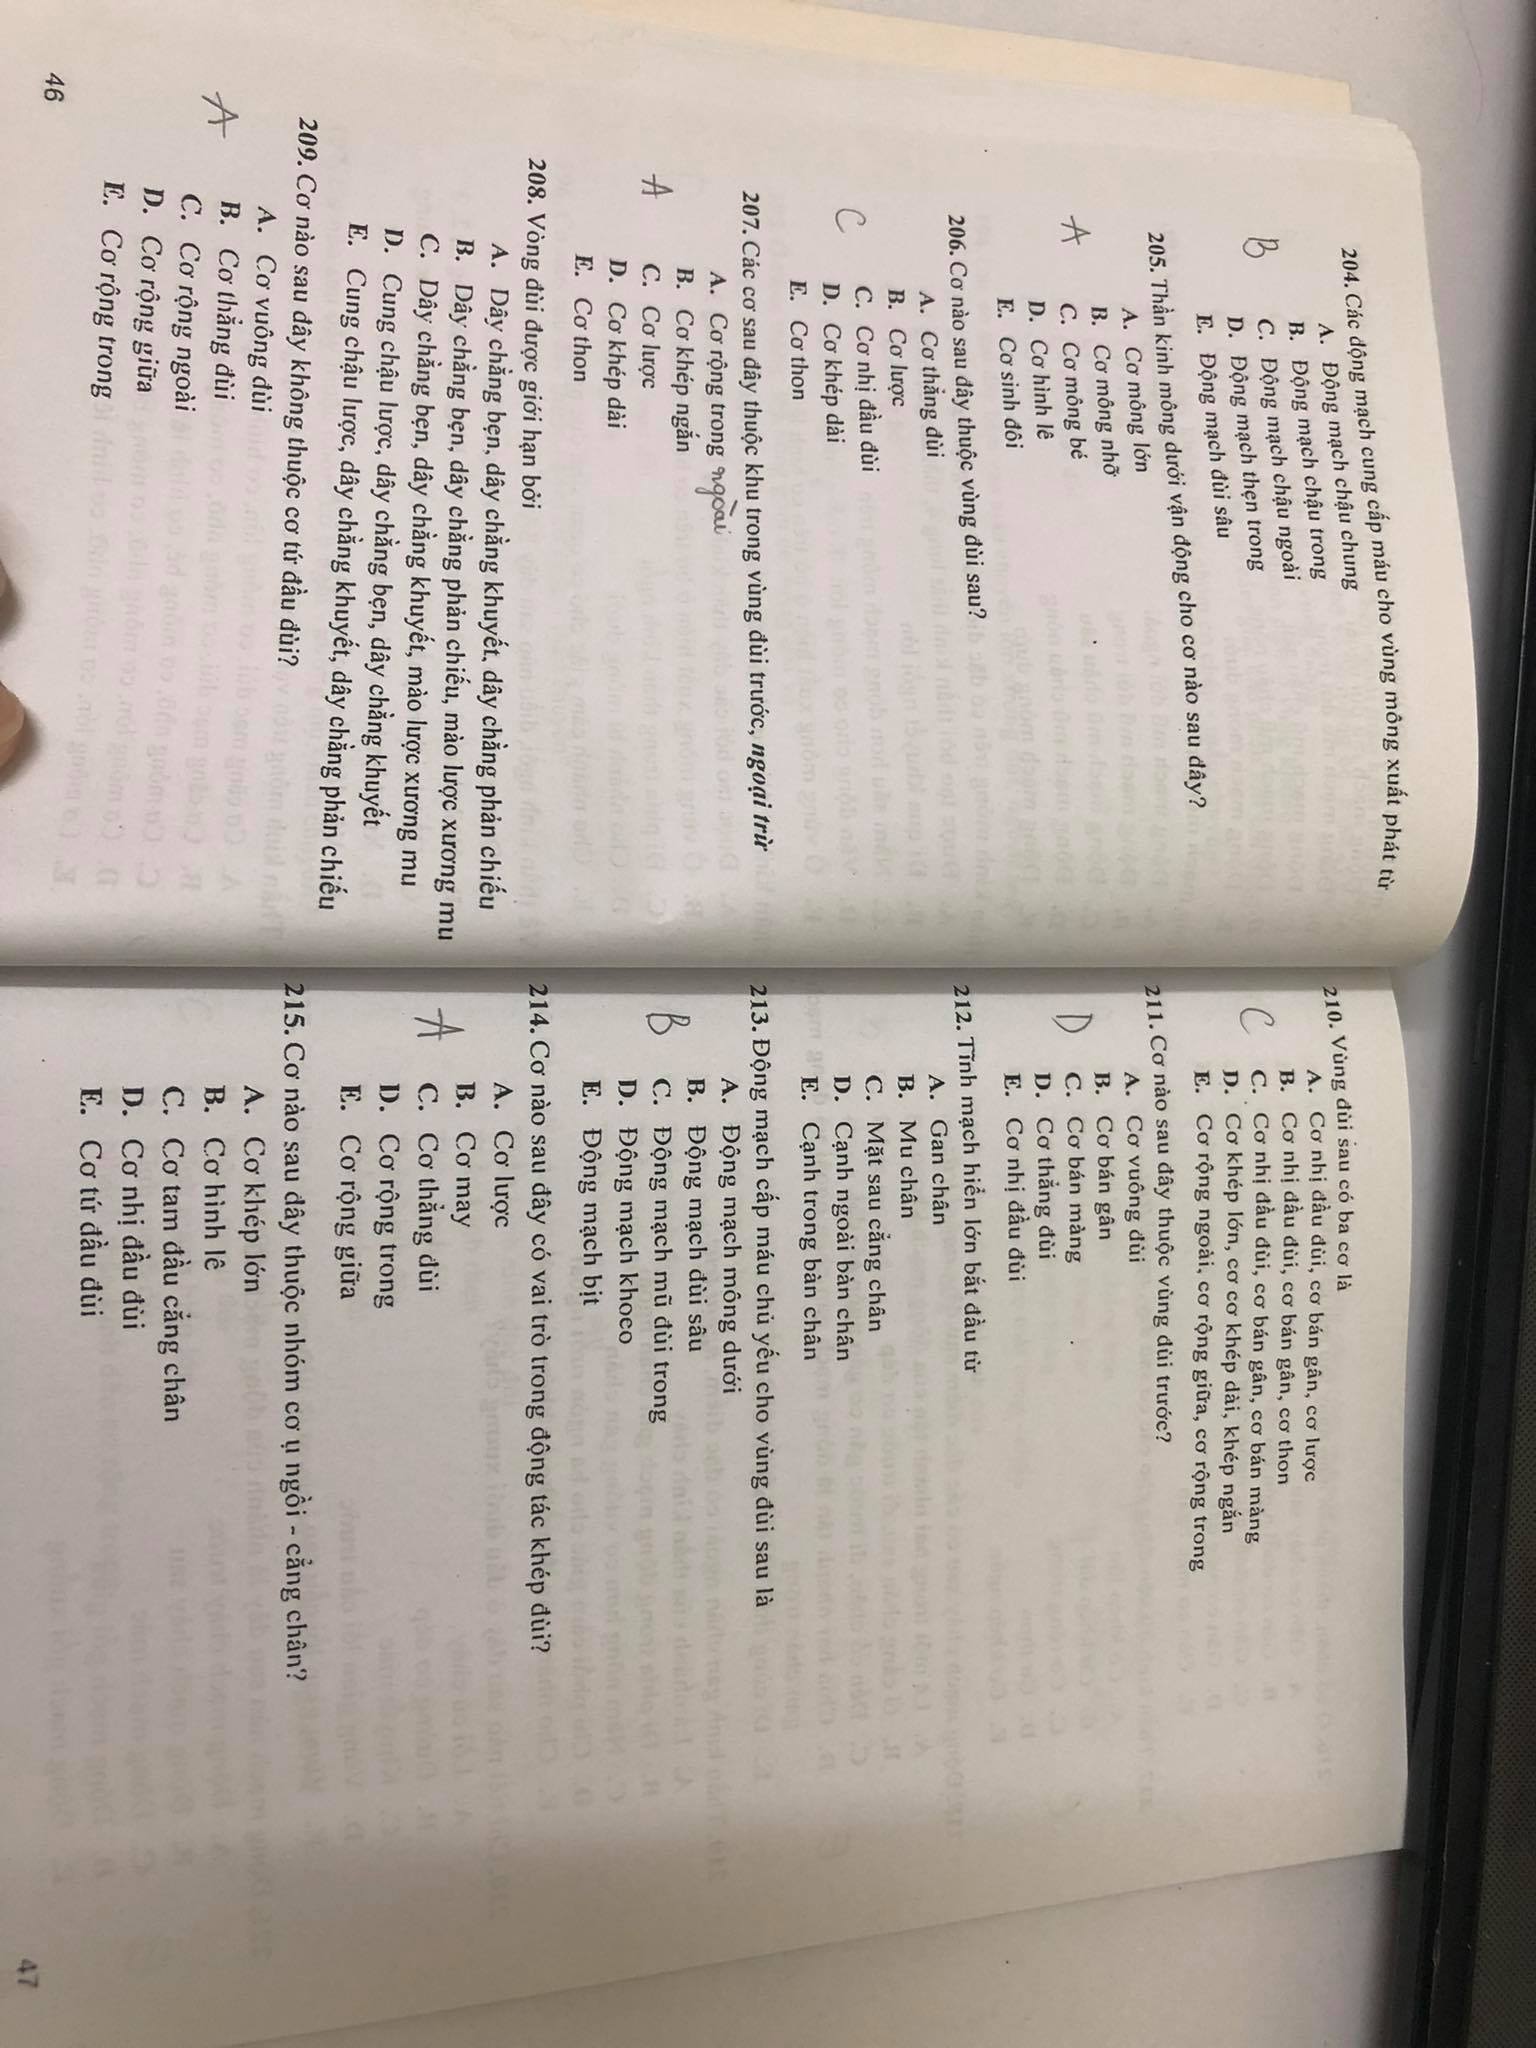 204. Các động mạch cung cấp máu cho vùng mông xuất phát từ
A. Động mạch chậu chung
B. Động mạch chậu trong
C. Động mạch chậu ngoài
D. Động mạch thẹn trong
E. Động mạch đùi sâu
B
205. Thần kinh mông dưới vận động cho cơ nào sau đây?
A. Cơ mông lớn
B. Cơ mông nhỡ
C. Cơ mông bé
D. Cơ hình lê
E. Cơ sinh đôi
A
206. Cơ nào sau đây thuộc vùng đùi sau?
A. Cơ thẳng đùi
B. Cơ lược
C. Cơ nhị đầu đùi
D. Cơ khép dài
E. Cơ thon
C
207. Các cơ sau đây thuộc khu trong vùng đùi trước, ngoại trừ
A. Cơ rộng trong ngoài
B. Cơ khép ngắn
C. Cơ lược
D. Cơ khép dài
E. Cơ thon
A
208. Vòng đùi được giới hạn bởi
A. Dây chằng bẹn, dây chằng khuyết, dây chằng phản chiếu
B. Dây chằng bẹn, dây chằng phản chiếu, mào lược xương mu
C. Dây chằng bẹn, dây chằng khuyết, mào lược xương mu
D. Cung chậu lược, dây chằng bẹn, dây chằng khuyết
E. Cung chậu lược, dây chằng khuyết, dây chằng phản chiếu
209. Cơ nào sau đây không thuộc cơ tứ đầu đùi?
A. Cơ vuông đùi
B. Cơ thẳng đùi
C. Cơ rộng ngoài
D. Cơ rộng giữa
E. Cơ rộng trong
A
46
210. Vùng đùi sau có ba cơ là
A. Cơ nhị đầu đùi, cơ bán gân, cơ lược
B. Cơ nhị đầu đùi, cơ bán gân, cơ thon
C. Cơ nhị đầu đùi, cơ bán gân, cơ bán màng
D. Cơ khép lớn, cơ cơ khép dài, khép ngắn
E. Cơ rộng ngoài, cơ rộng giữa, cơ rộng trong
C
211. Cơ nào sau đây thuộc vùng đùi trước?
A. Cơ vuông đùi
B. Cơ bán gân
C. Cơ bán màng
D. Cơ thẳng đùi
E. Cơ nhị đầu đùi
D
212. Tĩnh mạch hiển lớn bắt đầu từ
A. Gan chân
B. Mu chân
C. Mặt sau cẳng chân
D. Cạnh ngoài bàn chân
E. Cạnh trong bàn chân
213. Động mạch cấp máu chủ yếu cho vùng đùi sau là
A. Động mạch mông dưới
B. Động mạch đùi sâu
C. Động mạch mũ đùi trong
D. Động mạch khoeo
E. Động mạch bịt
B
214. Cơ nào sau đây có vai trò trong động tác khép đùi?
A. Cơ lược
B. Cơ may
C. Cơ thẳng đùi
D. Cơ rộng trong
E. Cơ rộng giữa
A
215. Cơ nào sau đây thuộc nhóm cơ ụ ngồi - cẳng chân?
A. Cơ khép lớn
B. Cơ hình lê
C. Cơ tam đầu cẳng chân
D. Cơ nhị đầu đùi
E. Cơ tứ đầu đùi
47